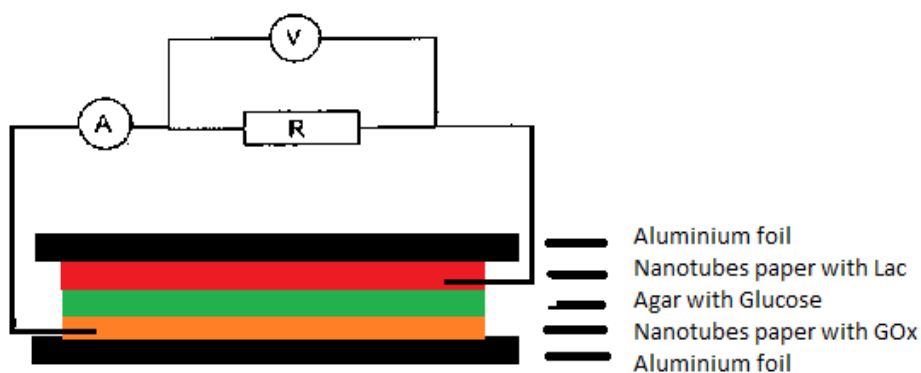 V
A
R
Aluminium foil
Nanotubes paper with Lac
Agar with Glucose
Nanotubes paper with GOx
Aluminium foil